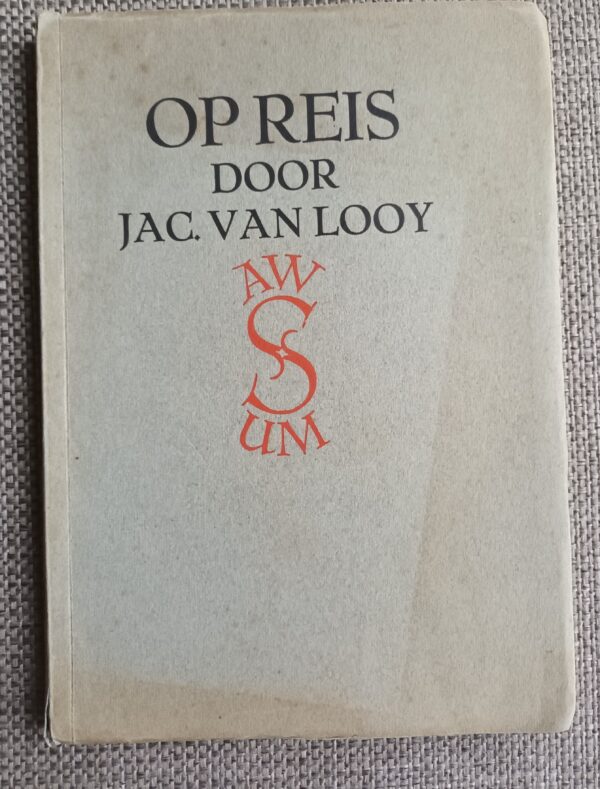 OP REIS
DOOR
JAC. VAN LOOY
AW
S
UM